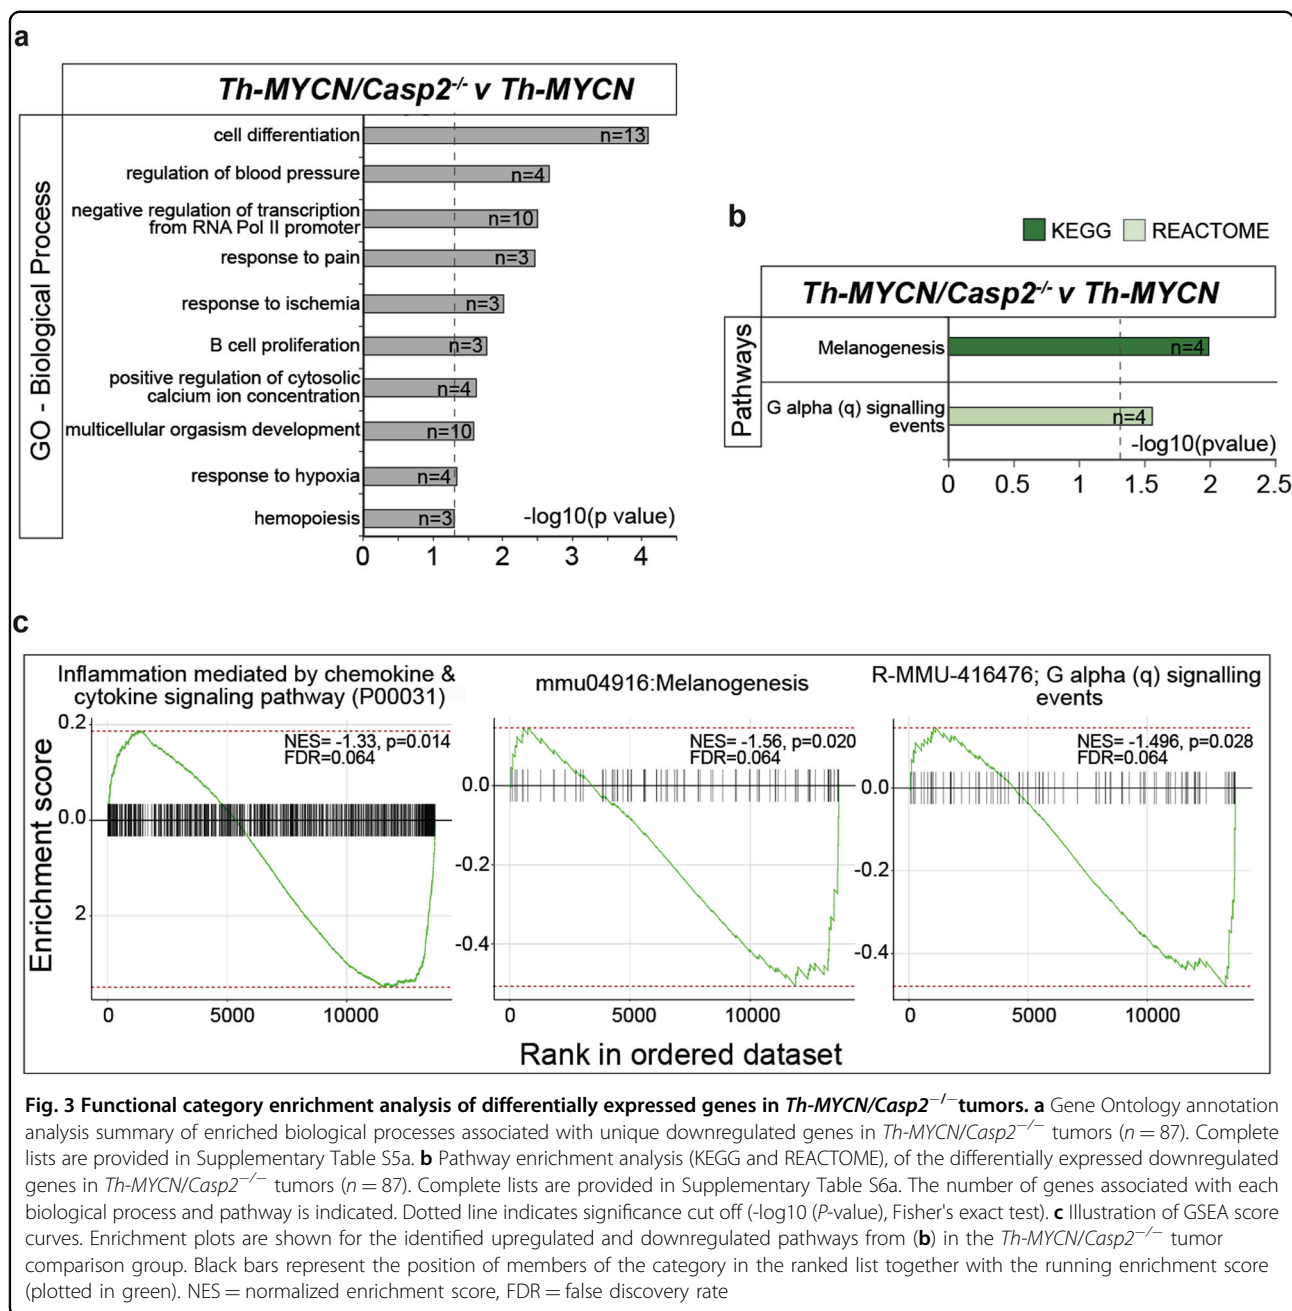 a
Th-MYCN/Casp2-/- v Th-MYCN
GO - Biological Process
cell differentiation
n=13
regulation of blood pressure
n=4
negative regulation of transcription
from RNA Pol II promoter
n=10
response to pain
n=3
response to ischemia
n=3
B cell proliferation
n=3
positive regulation of cytosolic
calcium ion concentration
n=4
multicellular orgasism development
n=10
response to hypoxia
n=4
hemopoiesis
n=3
-log10(p value)
0 1 2 3 4
b
KEGG REACTOME
Th-MYCN/Casp2-/- v Th-MYCN
Pathways
Melanogenesis
n=4
G alpha (q) signalling
events
n=4
-log10(pvalue)
0 0.5 1 1.5 2 2.5
c
Enrichment score
Inflammation mediated by chemokine &
cytokine signaling pathway (P00031)
NES= -1.33, p=0.014
FDR=0.064
0.2
0.0
2
0 5000 10000
mmu04916:Melanogenesis
NES= -1.56, p=0.020
FDR=0.064
0.0
-0.2
-0.4
0 5000 10000
R-MMU-416476; G alpha (q) signalling
events
NES= -1.496, p=0.028
FDR=0.064
0.0
-0.2
-0.4
0 5000 10000
Rank in ordered dataset
Fig. 3 Functional category enrichment analysis of differentially expressed genes in Th-MYCN/Casp2−/− tumors. a Gene Ontology annotation
analysis summary of enriched biological processes associated with unique downregulated genes in Th-MYCN/Casp2−/− tumors (n = 87). Complete
lists are provided in Supplementary Table S5a. b Pathway enrichment analysis (KEGG and REACTOME), of the differentially expressed downregulated
genes in Th-MYCN/Casp2−/− tumors (n = 87). Complete lists are provided in Supplementary Table S6a. The number of genes associated with each
biological process and pathway is indicated. Dotted line indicates significance cut off (-log10 (P-value), Fisher's exact test). c Illustration of GSEA score
curves. Enrichment plots are shown for the identified upregulated and downregulated pathways from (b) in the Th-MYCN/Casp2−/− tumor
comparison group. Black bars represent the position of members of the category in the ranked list together with the running enrichment score
(plotted in green). NES = normalized enrichment score, FDR = false discovery rate